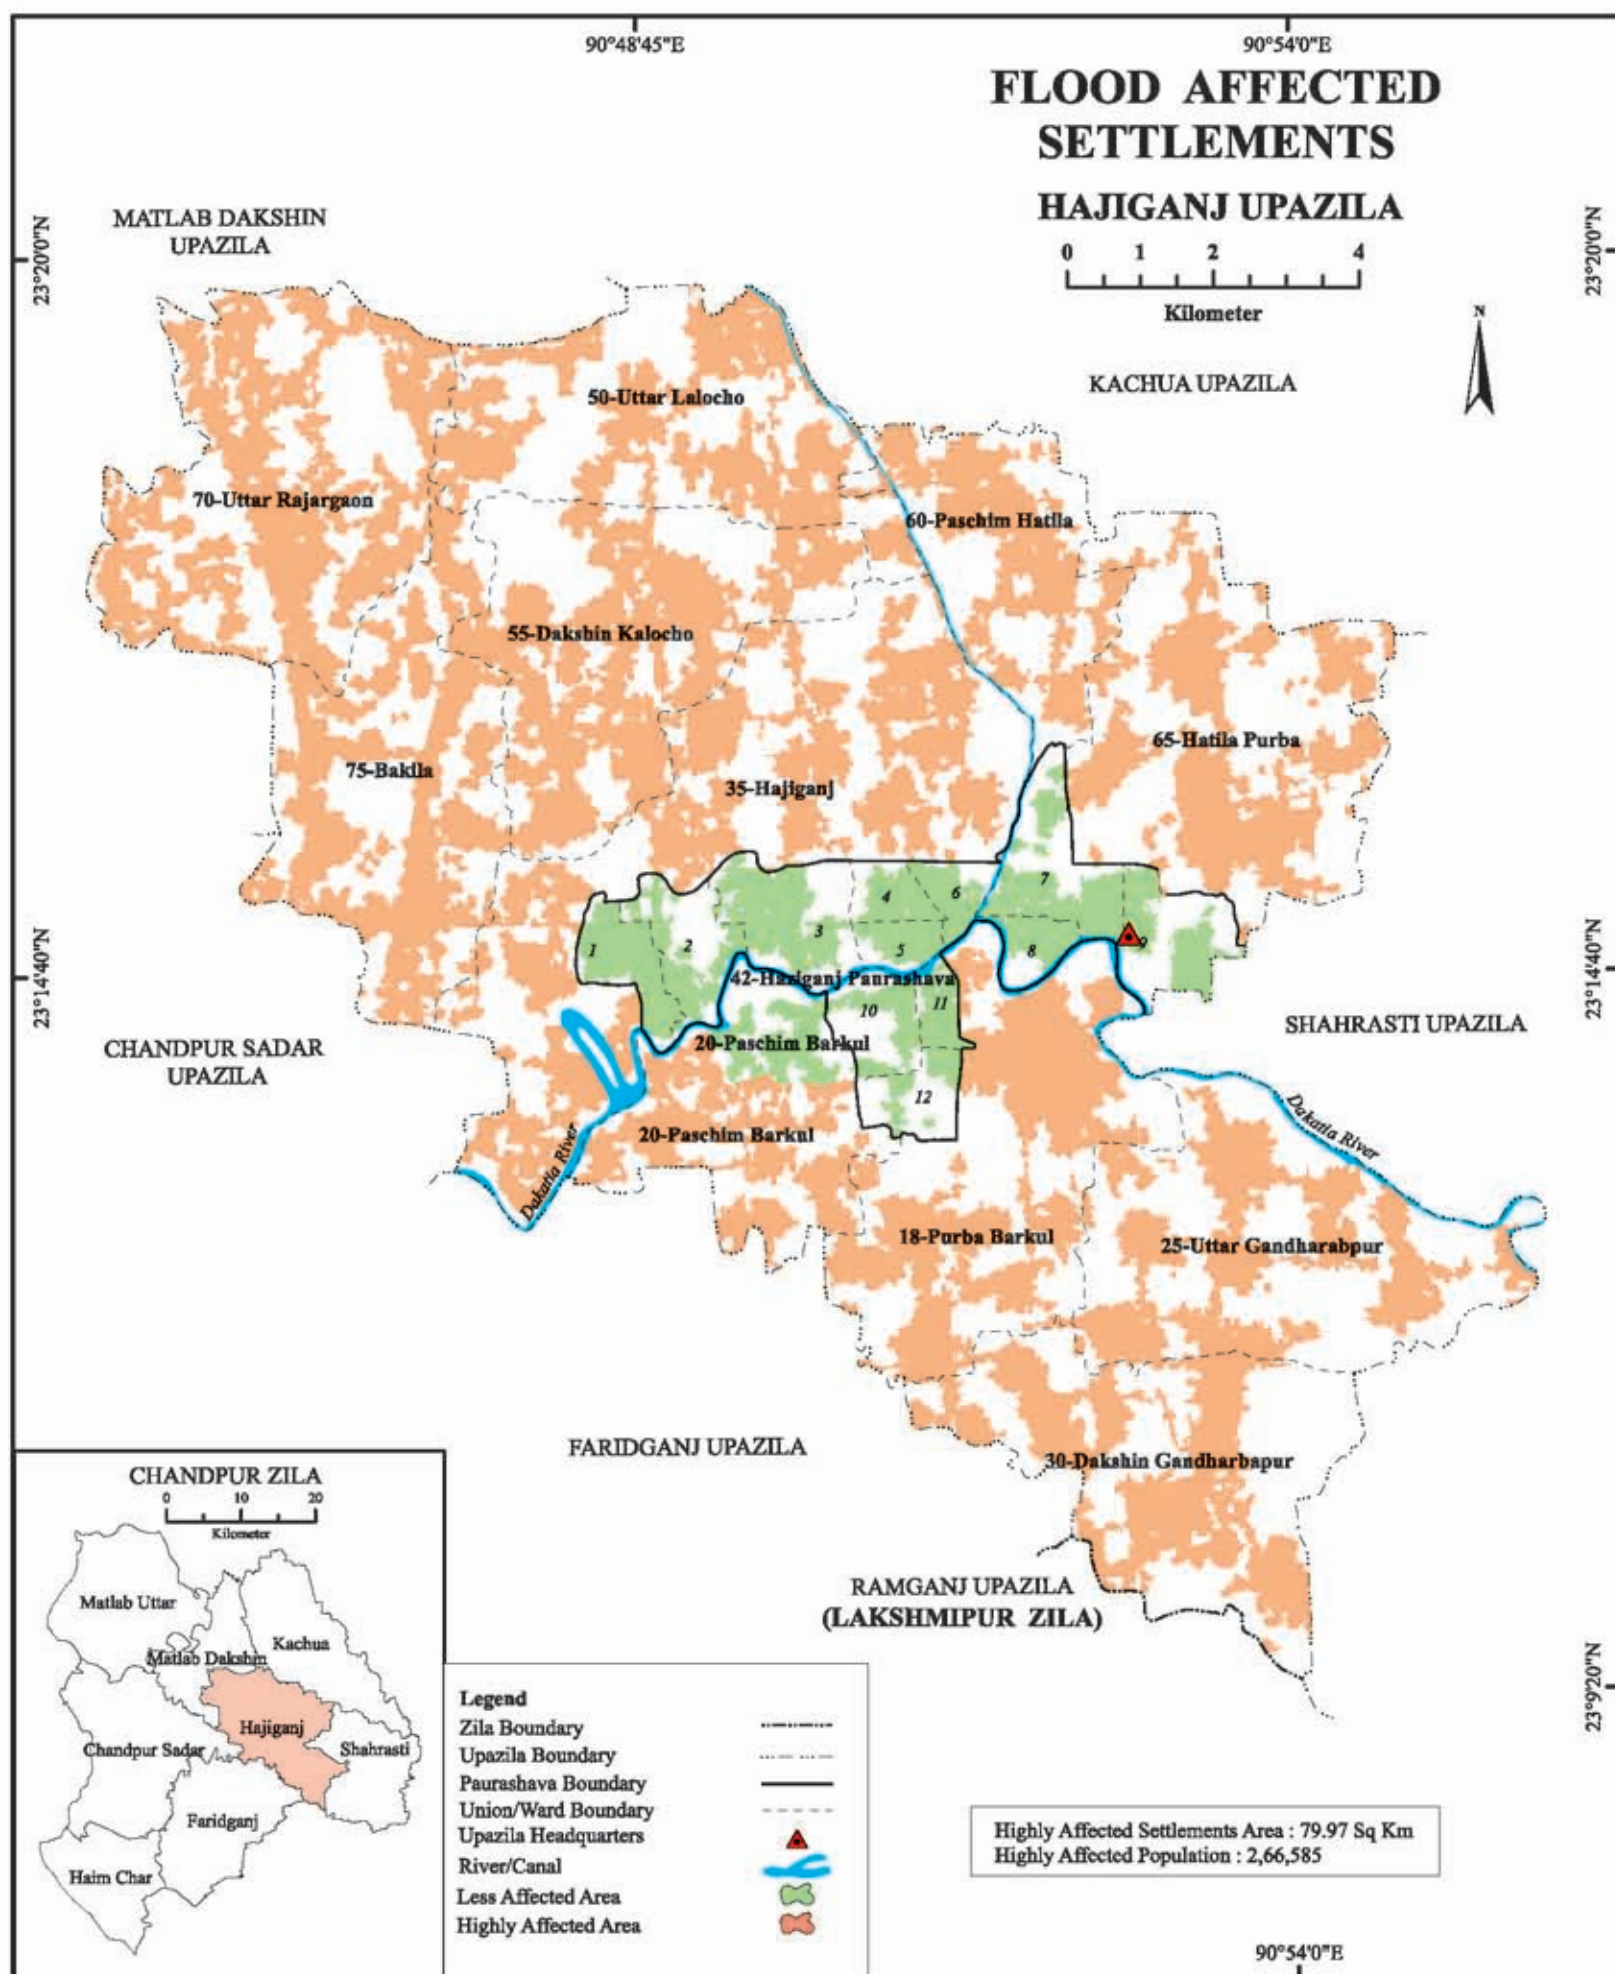 90°48'45"E
90°54'0"E
FLOOD AFFECTED
SETTLEMENTS
HAJIGANJ UPAZILA
0 1 2 4
Kilometer
N
23°20'0"N
23°20'0"N
MATLAB DAKSHIN
UPAZILA
KACHUA UPAZILA
50-Uttar Lalocho
70-Uttar Rajargaon
60-Paschim Hatila
55-Dakshin Kalocho
65-Hatila Purba
75-Bakila
35-Hajiganj
1
2
3
4
5
6
7
8
9
42-Haziganj Paurashava
10
11
12
23°14'40"N
23°14'40"N
SHAHRASTI UPAZILA
CHANDPUR SADAR
UPAZILA
20-Paschim Barkul
20-Paschim Barkul
Dakatia River
Dakatia River
18-Purba Barkul
25-Uttar Gandharabpur
FARIDGANJ UPAZILA
30-Dakshin Gandharbapur
RAMGANJ UPAZILA
(LAKSHMIPUR ZILA)
23°9'20"N
CHANDPUR ZILA
0 10 20
Kilometer
Matlab Uttar
Kachua
Matlab Dakshin
Hajiganj
Chandpur Sadar
Shahrasti
Faridganj
Haim Char
Legend
Zila Boundary
Upazila Boundary
Paurashava Boundary
Union/Ward Boundary
Upazila Headquarters
River/Canal
Less Affected Area
Highly Affected Area
Highly Affected Settlements Area : 79.97 Sq Km
Highly Affected Population : 2,66,585
90°54'0"E